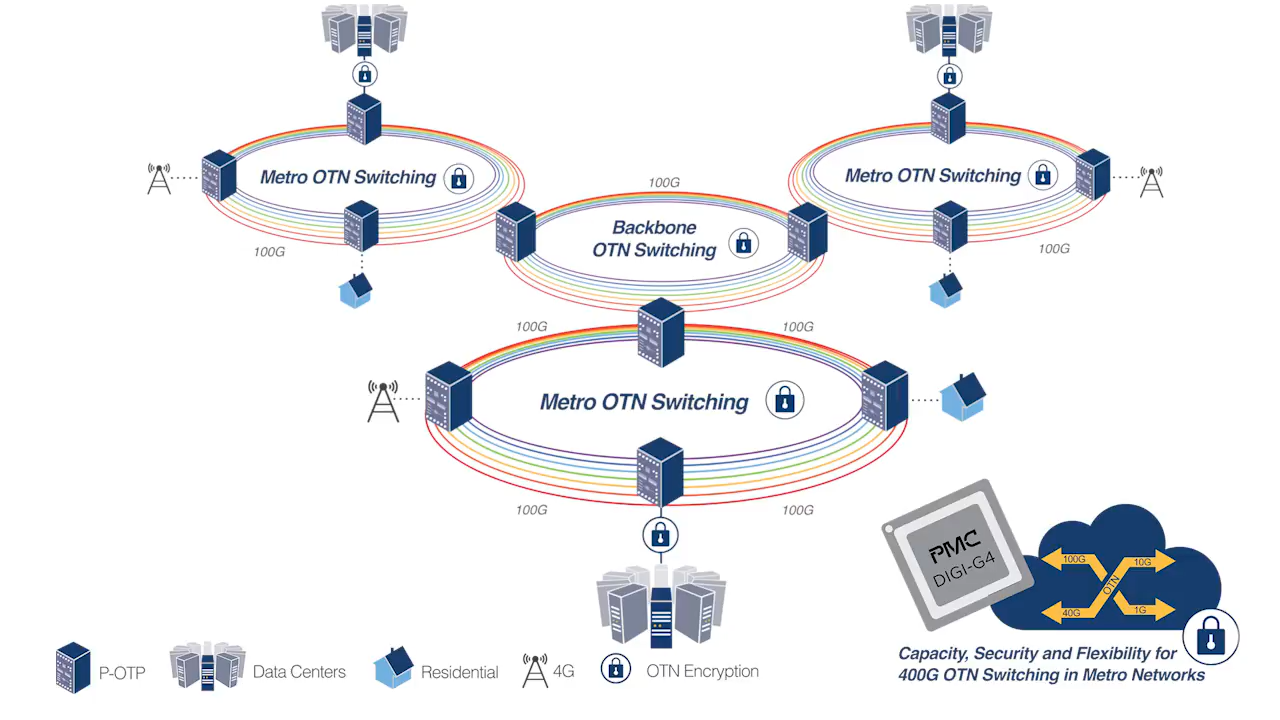 Metro OTN Switching
Metro OTN Switching
100G
Backbone
OTN Switching
100G
100G
100G
100G
Metro OTN Switching
100G
100G
PMC
DIGI-G4
100G
10G
OTN
40G
1G
Capacity, Security and Flexibility for
400G OTN Switching in Metro Networks
P-OTP
Data Centers
Residential
4G
OTN Encryption